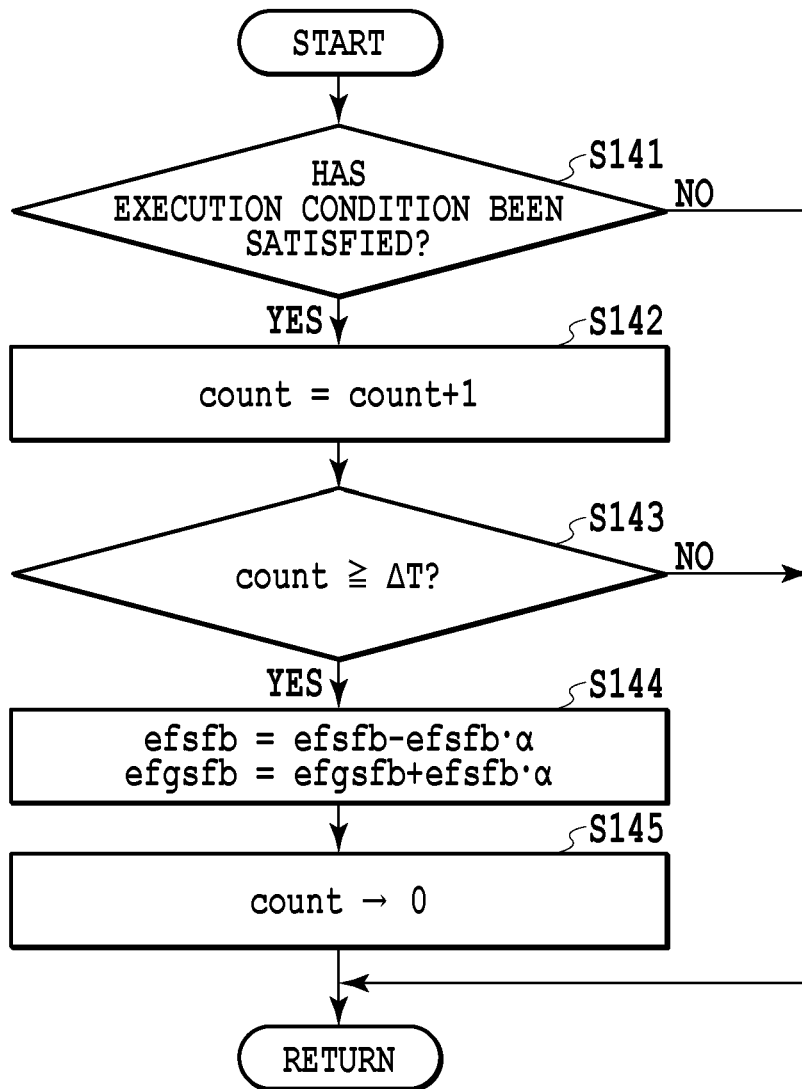 START
S141
HAS
EXECUTION CONDITION BEEN
SATISFIED?
NO
YES
S142
count = count+1
S143
count ≧ ΔT?
NO
YES
S144
efsfb = efsfb-efsfb·α
efgsfb = efgsfb+efsfb·α
S145
count → 0
RETURN